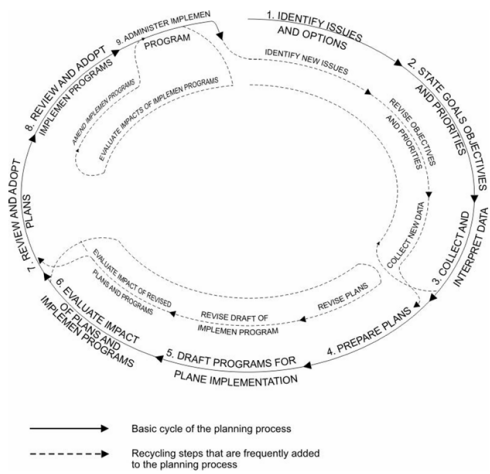 1. IDENTIFY ISSUES
AND OPTIONS
2. STATE GOALS OBJECTIVIES
AND PRIORITIES
3. COLLECT AND
INTERPRET DATA
4. PREPARE PLANS
5. DRAFT PROGRAMS FOR
PLANE IMPLEMENTATION
6. EVALUATE IMPACT
OF PLANS AND
IMPLEMEN PROGRAMS
7. REVIEW AND ADOPT
PLANS
8. REVIEW AND ADOPT
IMPLEMEN PROGRAMS
9. ADMINISTER IMPLEMEN
PROGRAM
IDENTIFY NEW ISSUES
REVISE OBJECTIVES
AND PRIORITIES
COLLECT NEW DATA
REVISE PLANS
REVISE DRAFT OF
IMPLEMEN PROGRAM
EVALUATE IMPACT OF REVISED
PLANS AND PROGRAMS
AMEND IMPLEMEN PROGRAMS
EVALUATE IMPACTS OF IMPLEMEN PROGRAMS
Basic cycle of the planning process
Recycling steps that are frequently added
to the planning process